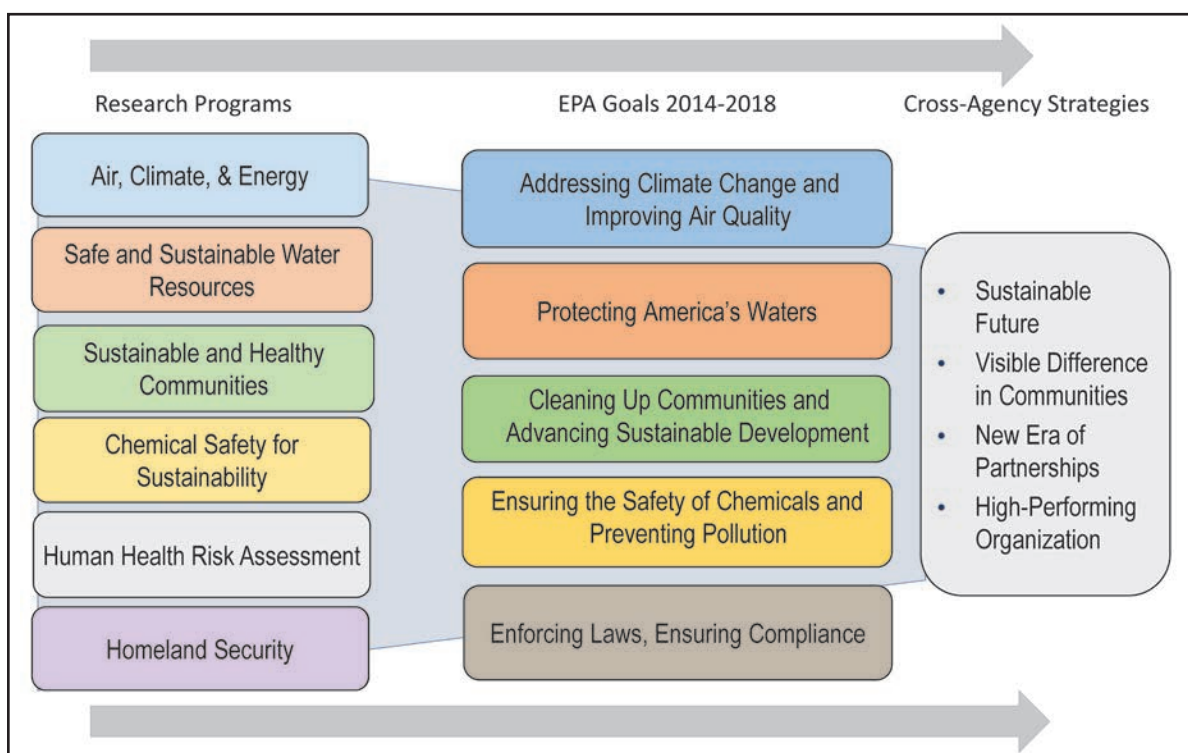 Research Programs
EPA Goals 2014-2018
Cross-Agency Strategies
Air, Climate, & Energy
Safe and Sustainable Water
Resources
Sustainable and Healthy
Communities
Chemical Safety for
Sustainability
Human Health Risk Assessment
Homeland Security
Addressing Climate Change and
Improving Air Quality
Protecting America's Waters
Cleaning Up Communities and
Advancing Sustainable Development
Ensuring the Safety of Chemicals and
Preventing Pollution
Enforcing Laws, Ensuring Compliance
• Sustainable
Future
• Visible Difference
in Communities
• New Era of
Partnerships
• High-Performing
Organization